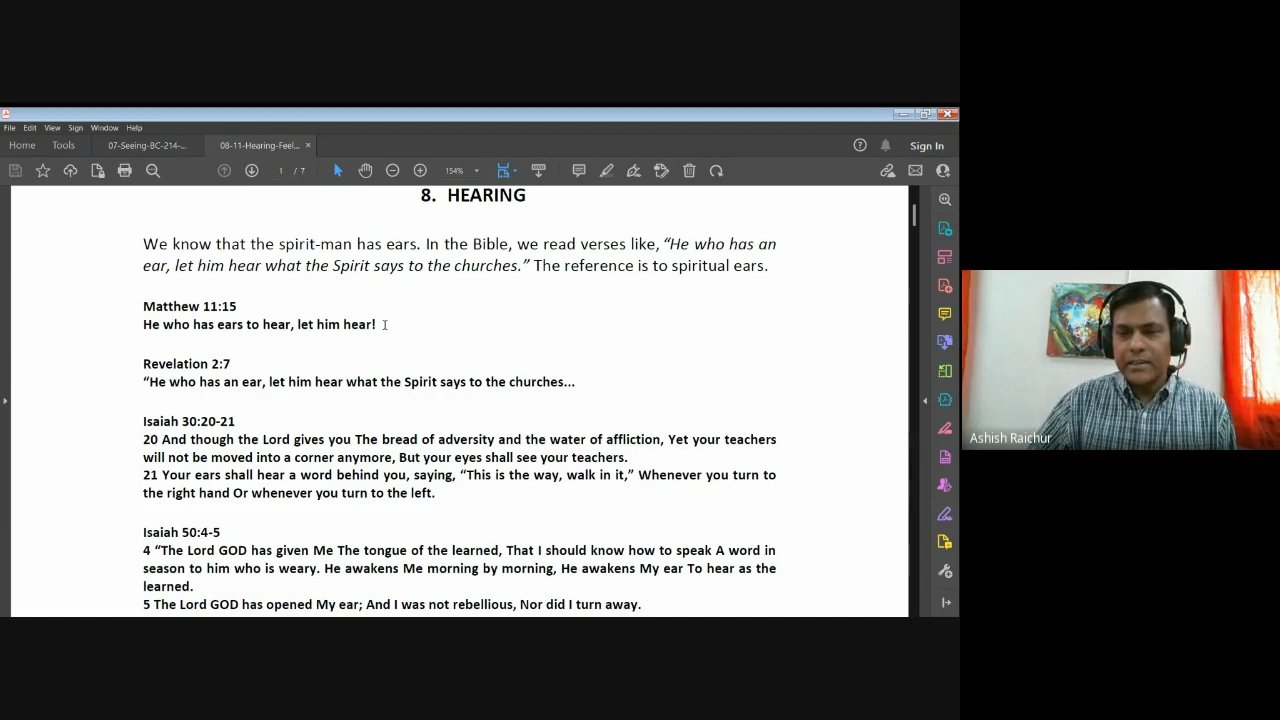 File Edit View Sign Window Help
Home Tools 07-Seeing-BC-214-... 08-11-Hearing-Feel... × Sign In
1 / 7 154%
8. HEARING
We know that the spirit-man has ears. In the Bible, we read verses like, “He who has an
ear, let him hear what the Spirit says to the churches.” The reference is to spiritual ears.
Matthew 11:15
He who has ears to hear, let him hear!
Revelation 2:7
“He who has an ear, let him hear what the Spirit says to the churches...
Isaiah 30:20-21
20 And though the Lord gives you The bread of adversity and the water of affliction, Yet your teachers
will not be moved into a corner anymore, But your eyes shall see your teachers.
21 Your ears shall hear a word behind you, saying, “This is the way, walk in it,” Whenever you turn to
the right hand Or whenever you turn to the left.
Isaiah 50:4-5
4 “The Lord GOD has given Me The tongue of the learned, That I should know how to speak A word in
season to him who is weary. He awakens Me morning by morning, He awakens My ear To hear as the
learned.
5 The Lord GOD has opened My ear; And I was not rebellious, Nor did I turn away.
Ashish Raichur